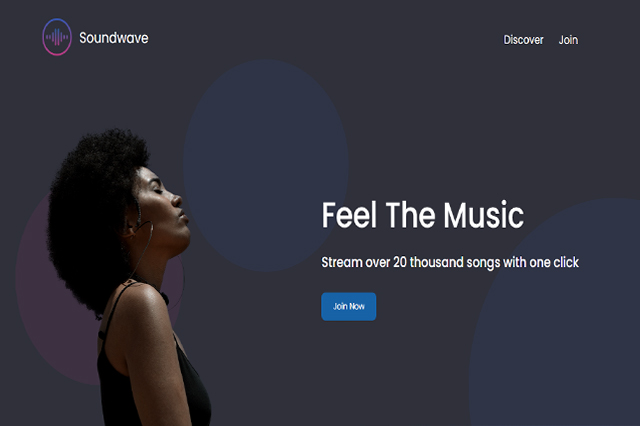 Soundwave
Discover
Join
Feel The Music
Stream over 20 thousand songs with one click
Join Now